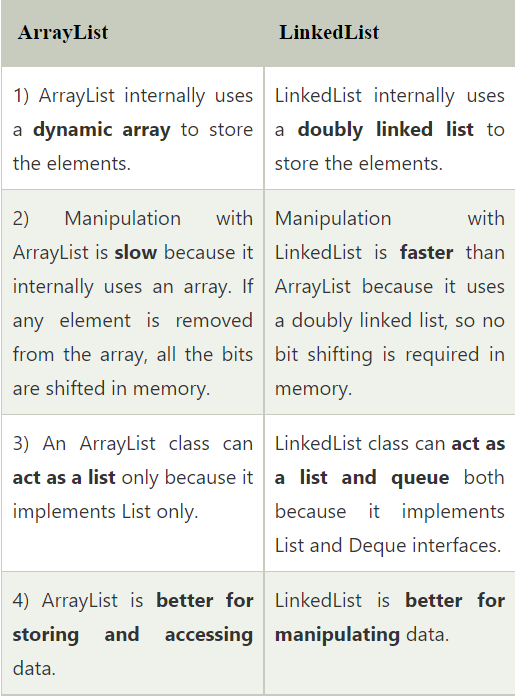 ArrayList
LinkedList
1) ArrayList internally uses
a dynamic array to store
the elements.
LinkedList internally uses
a doubly linked list to
store the elements.
2) Manipulation with
ArrayList is slow because it
internally uses an array. If
any element is removed
from the array, all the bits
are shifted in memory.
Manipulation with
LinkedList is faster than
ArrayList because it uses
a doubly linked list, so no
bit shifting is required in
memory.
3) An ArrayList class can
act as a list only because it
implements List only.
LinkedList class can act as
a list and queue both
because it implements
List and Deque interfaces.
4) ArrayList is better for
storing and accessing
data.
LinkedList is better for
manipulating data.